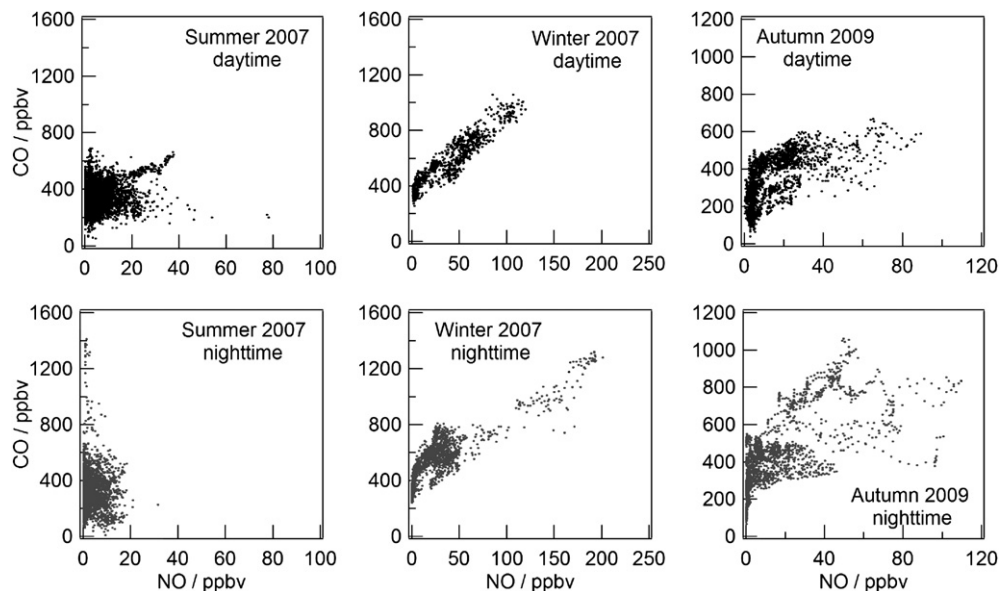 1600
1200
800
400
0
CO / ppbv
Summer 2007
daytime
0 20 40 60 80 100
1600
1200
800
400
0
Winter 2007
daytime
0 50 100 150 200 250
1200
1000
800
600
400
200
0
Autumn 2009
daytime
0 40 80 120
1600
1200
800
400
0
CO / ppbv
Summer 2007
nighttime
0 20 40 60 80 100
NO / ppbv
1600
1200
800
400
0
Winter 2007
nighttime
0 50 100 150 200 250
NO / ppbv
1200
1000
800
600
400
200
0
Autumn 2009
nighttime
0 40 80 120
NO / ppbv